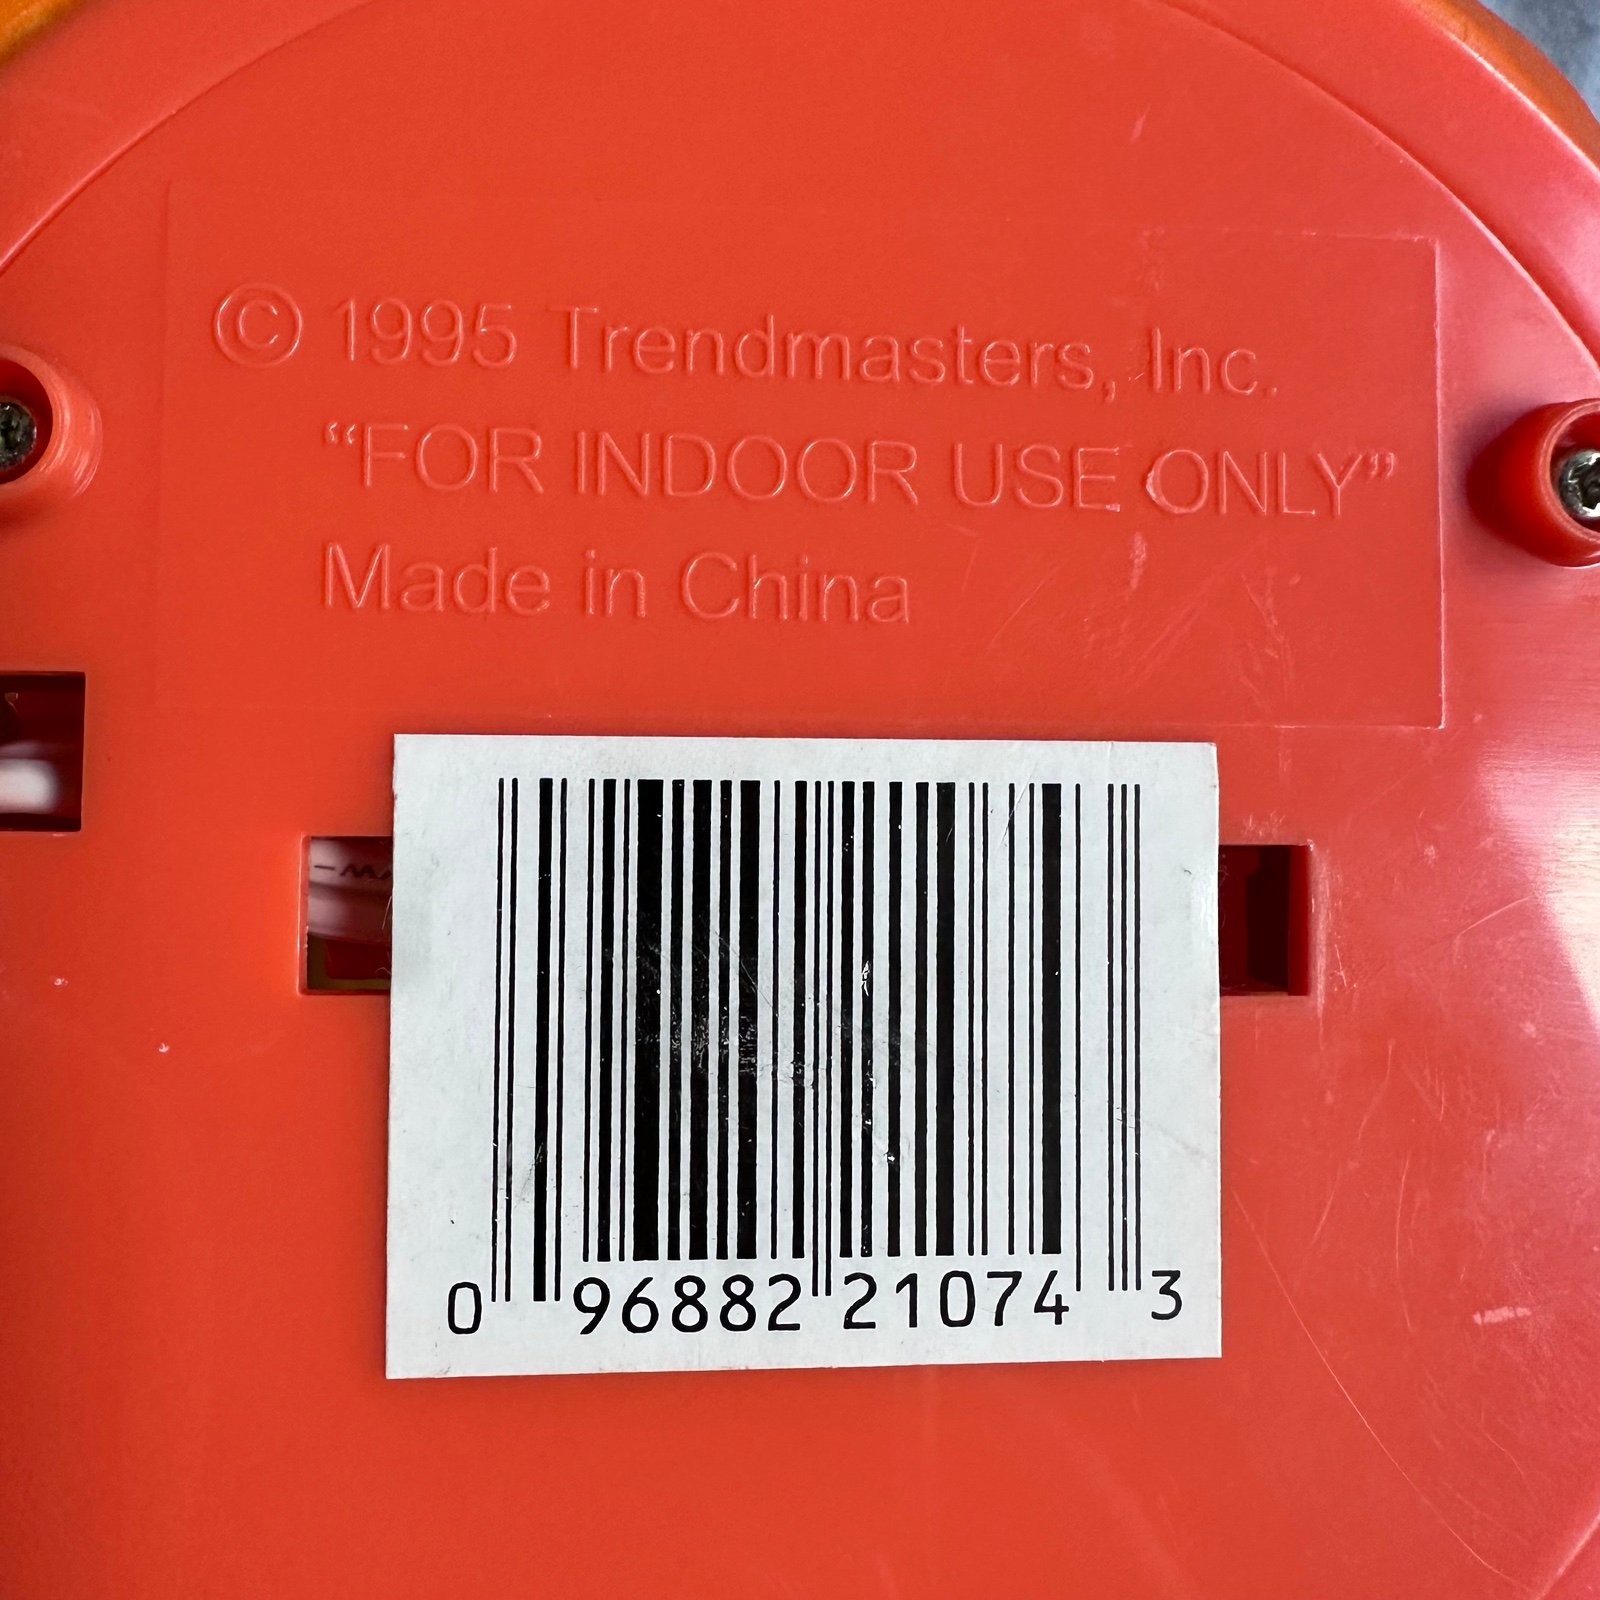 © 1995 Trendmasters, Inc.
“FOR INDOOR USE ONLY”
Made in China
0 96882 21074 3